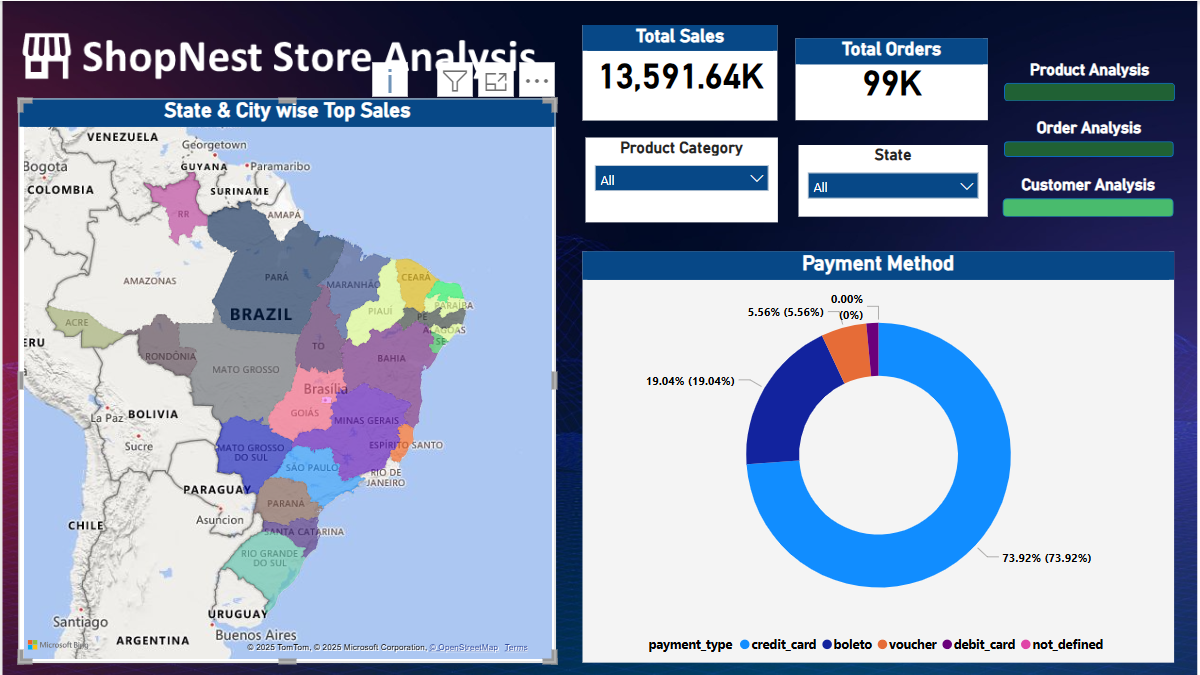 ShopNest Store Analysis
Total Sales
13,591.64K
Total Orders
99K
Product Analysis
Order Analysis
Customer Analysis
Product Category
All
State
All
State & City wise Top Sales
VENEZUELA
Georgetown
Bogota
GUYANA
Paramaribo
COLOMBIA
SURINAME
RR
AMAPÁ
AMAZONAS
PARÁ
MARANHÃO
CEARÁ
BRAZIL
PIAUÍ
PARAÍBA
PE
ACRE
ALAGOAS
SE
ERU
RONDÔNIA
TO
BAHIA
MATO GROSSO
Brasília
GOIÁS
La Paz
BOLIVIA
MINAS GERAIS
Sucre
MATO GROSSO
DO SUL
ESPÍRITO SANTO
SÃO PAULO
RIO DE
JANEIRO
PARAGUAY
PARANÁ
Asuncion
CHILE
SANTA CATARINA
RIO GRANDE
DO SUL
URUGUAY
Santiago
Buenos Aires
ARGENTINA
Microsoft Bing
© 2025 TomTom, © 2025 Microsoft Corporation, © OpenStreetMap Terms
Payment Method
0.00%
(0%)
5.56% (5.56%)
19.04% (19.04%)
73.92% (73.92%)
payment_type credit_card boleto voucher debit_card not_defined